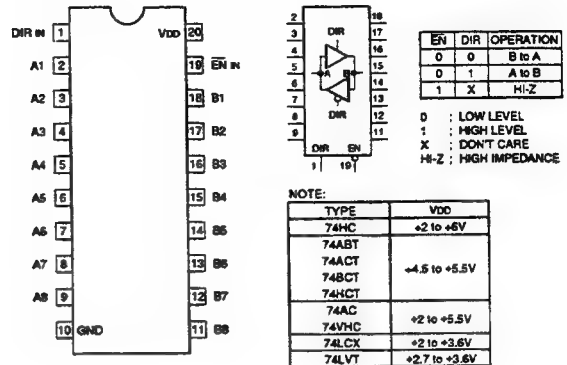 DIR IN 1
A1 2
A2 3
A3 4
A4 5
A5 6
A6 7
A7 8
A8 9
10 GND
VDD 20
19 EN IN
18 B1
17 B2
16 B3
15 B4
14 B5
13 B6
12 B7
11 B8
2
3
4
5
6
7
8
9
18
17
16
15
14
13
12
11
DIR
A B
DIR
DIR EN
1 19
EN DIR OPERATION
0 0 B to A
0 1 A to B
1 X HI-Z
0 ; LOW LEVEL
1 ; HIGH LEVEL
X ; DON'T CARE
HI-Z ; HIGH IMPEDANCE
NOTE:
TYPE VDD
74HC +2 to +6V
74ABT
74ACT
74BCT
74HCT
+4.5 to +5.5V
74AC
74VHC
+2 to +5.5V
74LCX +2 to +3.6V
74LVT +2.7 to +3.6V